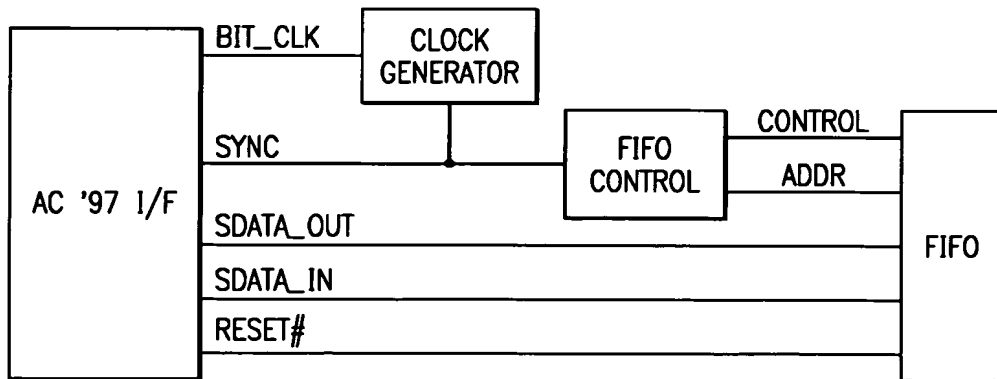 BIT_CLK
CLOCK
GENERATOR
SYNC
FIFO
CONTROL
CONTROL
ADDR
AC '97 I/F
SDATA_OUT
SDATA_IN
RESET#
FIFO